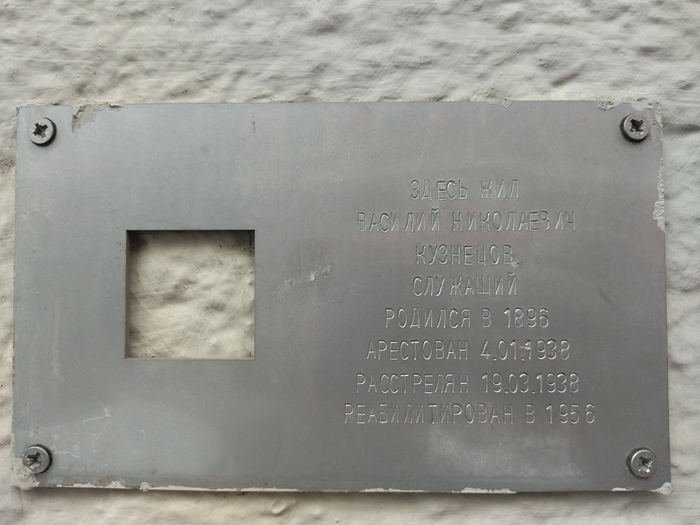 ЗДЕСЬ ЖИЛ
ВАСИЛИЙ НИКОЛАЕВИЧ
КУЗНЕЦОВ
СЛУЖАЩИЙ
РОДИЛСЯ В 1896
АРЕСТОВАН 4.01.1938
РАССТРЕЛЯН 19.03.1938
РЕАБИЛИТИРОВАН В 1956